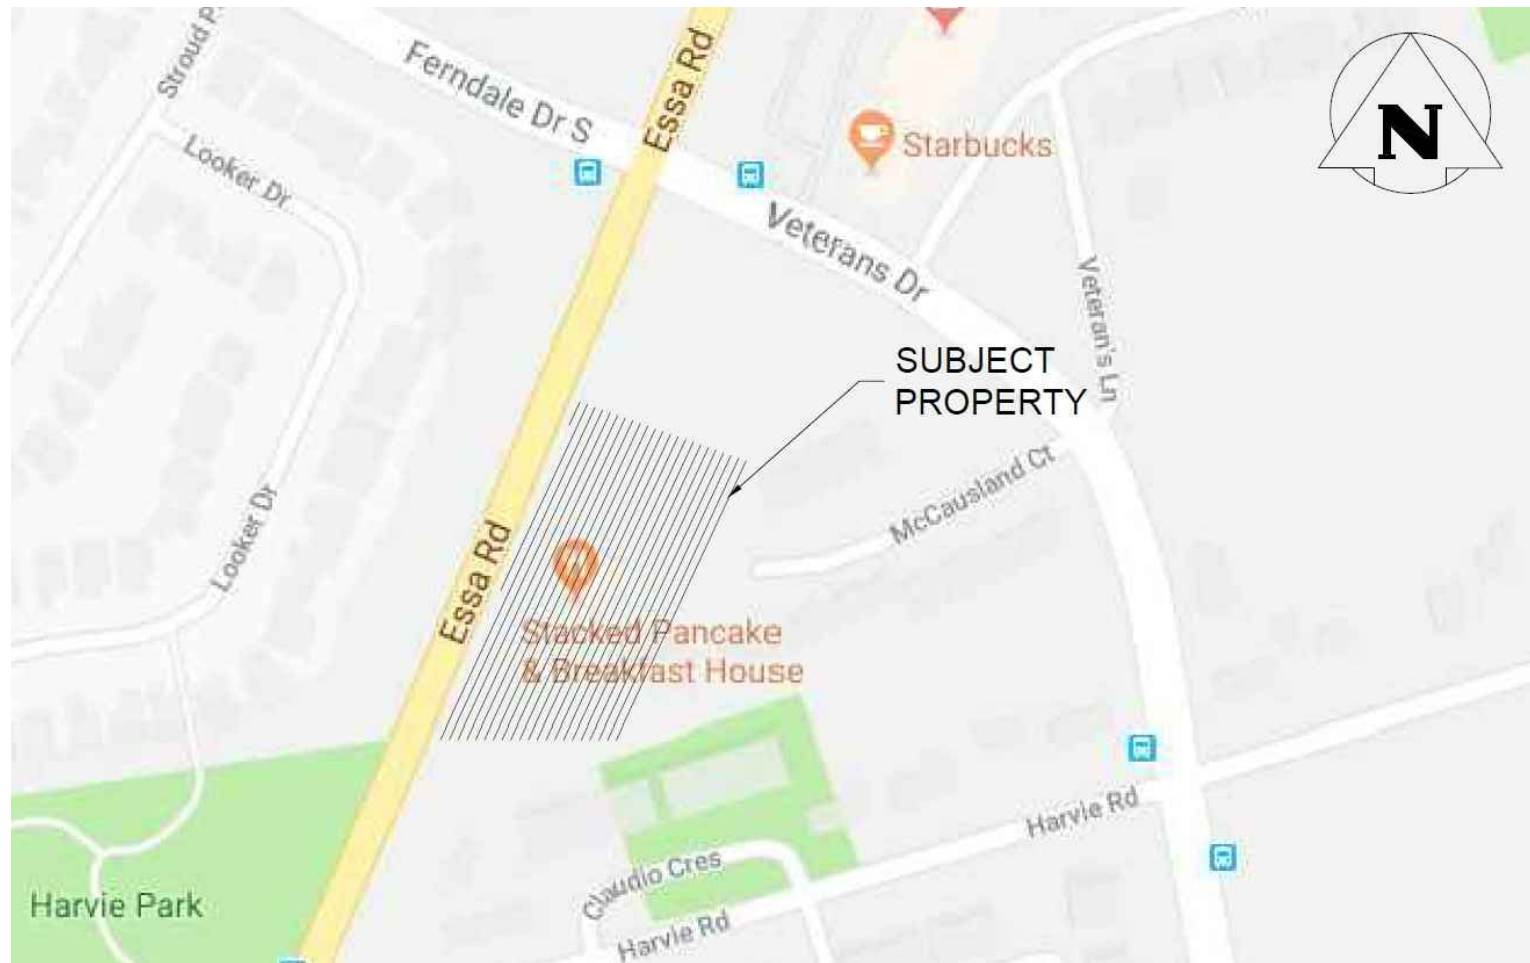 Stroud
Ferndale Dr S
Essa Rd
N
Starbucks
Looker Dr
Veterans Dr
Veteran's Ln
SUBJECT
PROPERTY
McCausland Ct
Looker Dr
Essa Rd
Stacked Pancake
& Breakfast House
Harvie Rd
Claudio Cres
Harvie Park
Harvie Rd